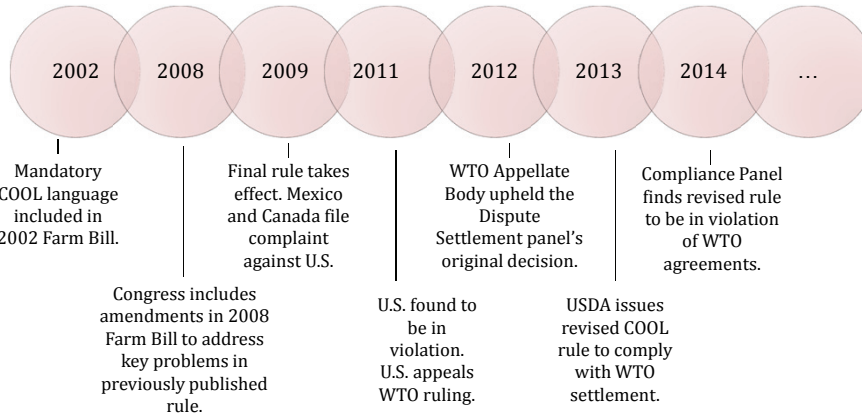 2002
2008
2009
2011
2012
2013
2014
…
Mandatory
COOL language
included in
2002 Farm Bill.
Congress includes
amendments in 2008
Farm Bill to address
key problems in
previously published
rule.
Final rule takes
effect. Mexico
and Canada file
complaint
against U.S.
U.S. found to
be in
violation.
U.S. appeals
WTO ruling.
WTO Appellate
Body upheld the
Dispute
Settlement panel’s
original decision.
USDA issues
revised COOL
rule to comply
with WTO
settlement.
Compliance Panel
finds revised rule
to be in violation
of WTO
agreements.